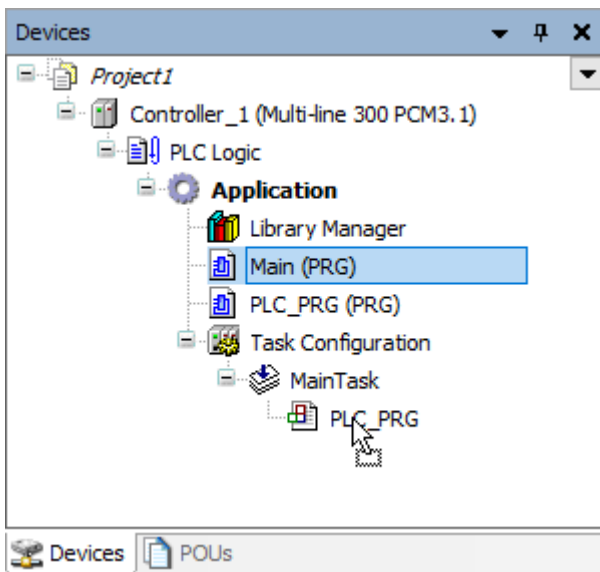 Devices
Project1
Controller_1 (Multi-line 300 PCM3.1)
PLC Logic
Application
Library Manager
Main (PRG)
PLC_PRG (PRG)
Task Configuration
MainTask
PLC_PRG
Devices POUs